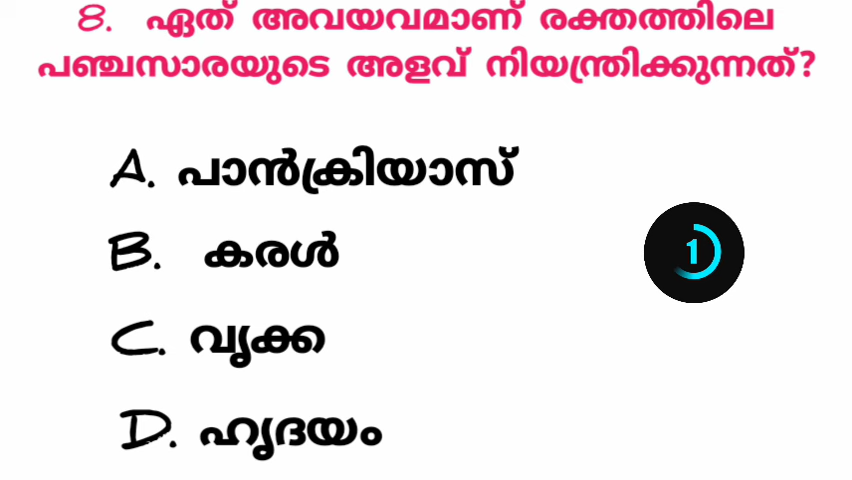 8. ഏത് അവയവമാണ് രക്തത്തിലെ
പഞ്ചസാരയുടെ അളവ് നിയന്ത്രിക്കുന്നത്?
A. പാൻക്രിയാസ്
B. കരൾ
1
C. വൃക്ക
D. ഹൃദയം